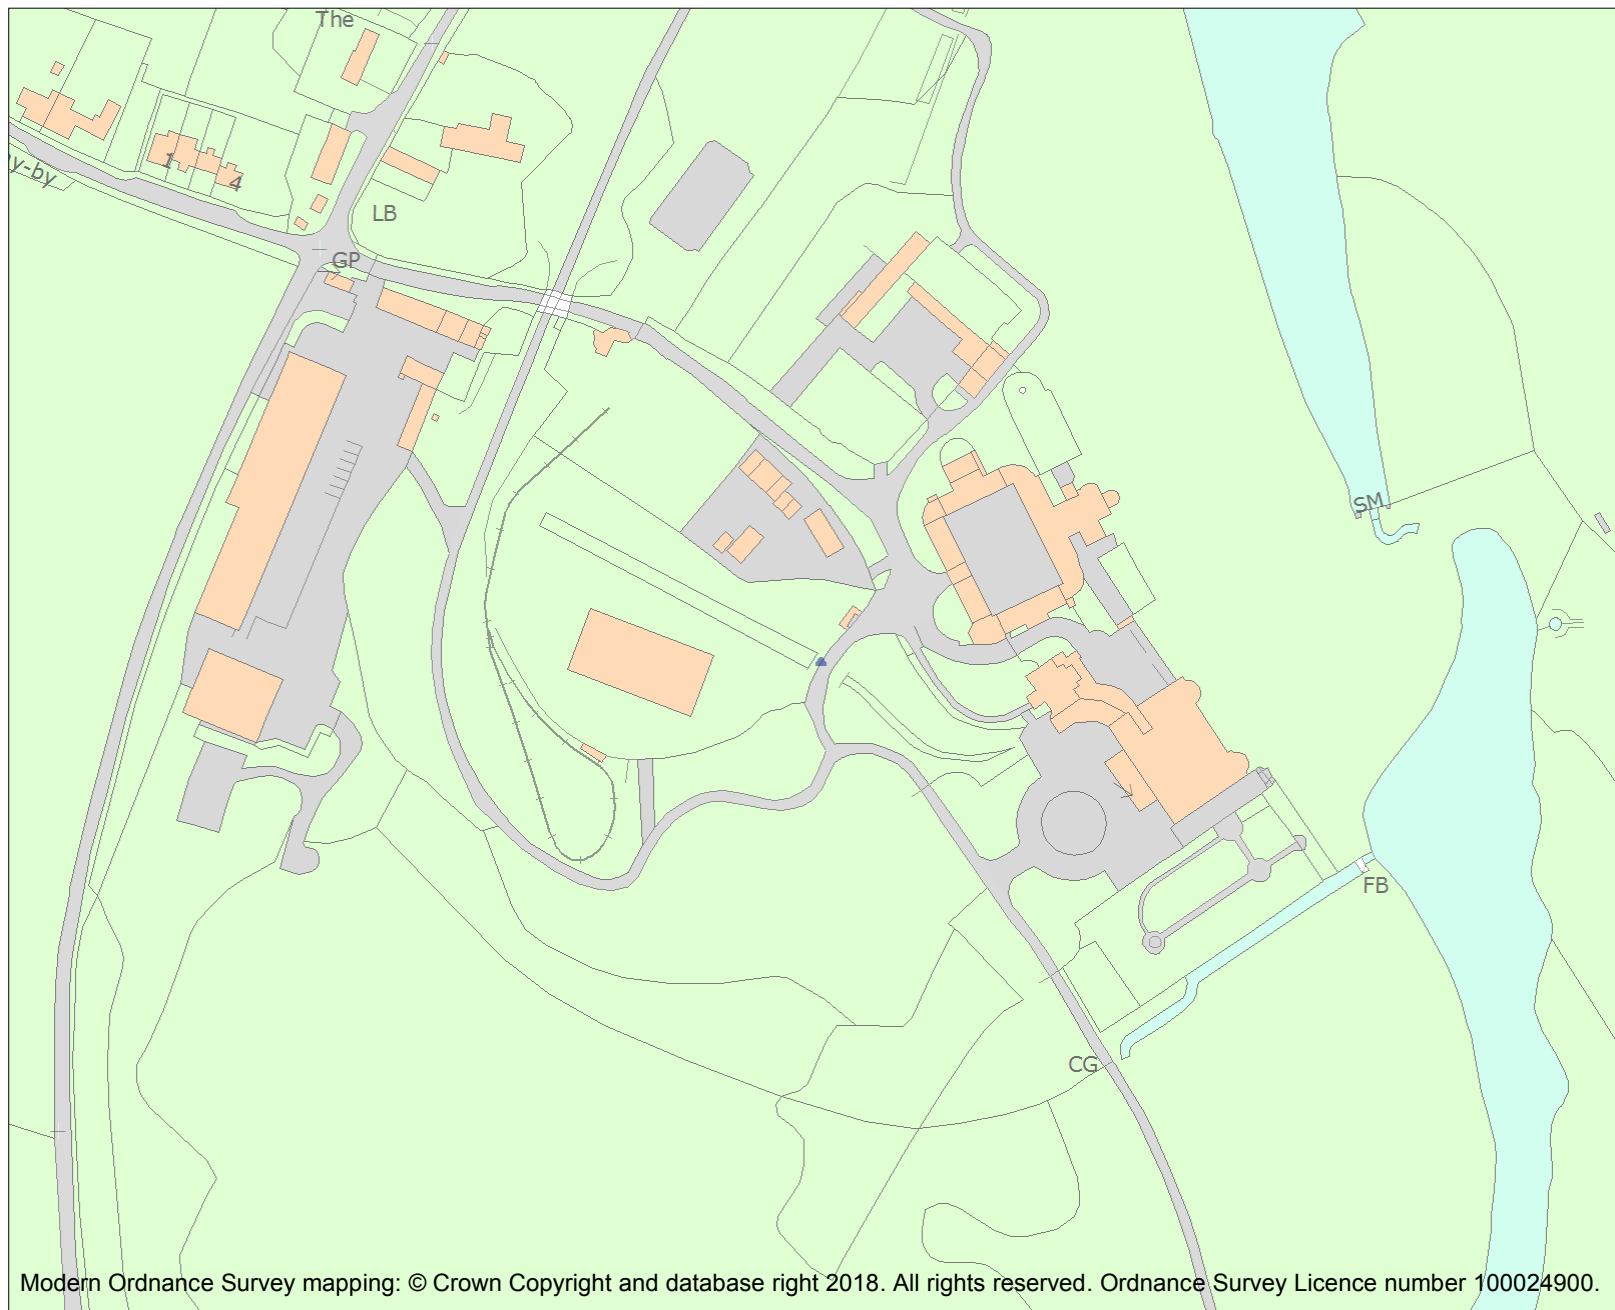 The
1
4
LB
GP
SM
FB
CG
Modern Ordnance Survey mapping: © Crown Copyright and database right 2018. All rights reserved. Ordnance Survey Licence number 100024900.